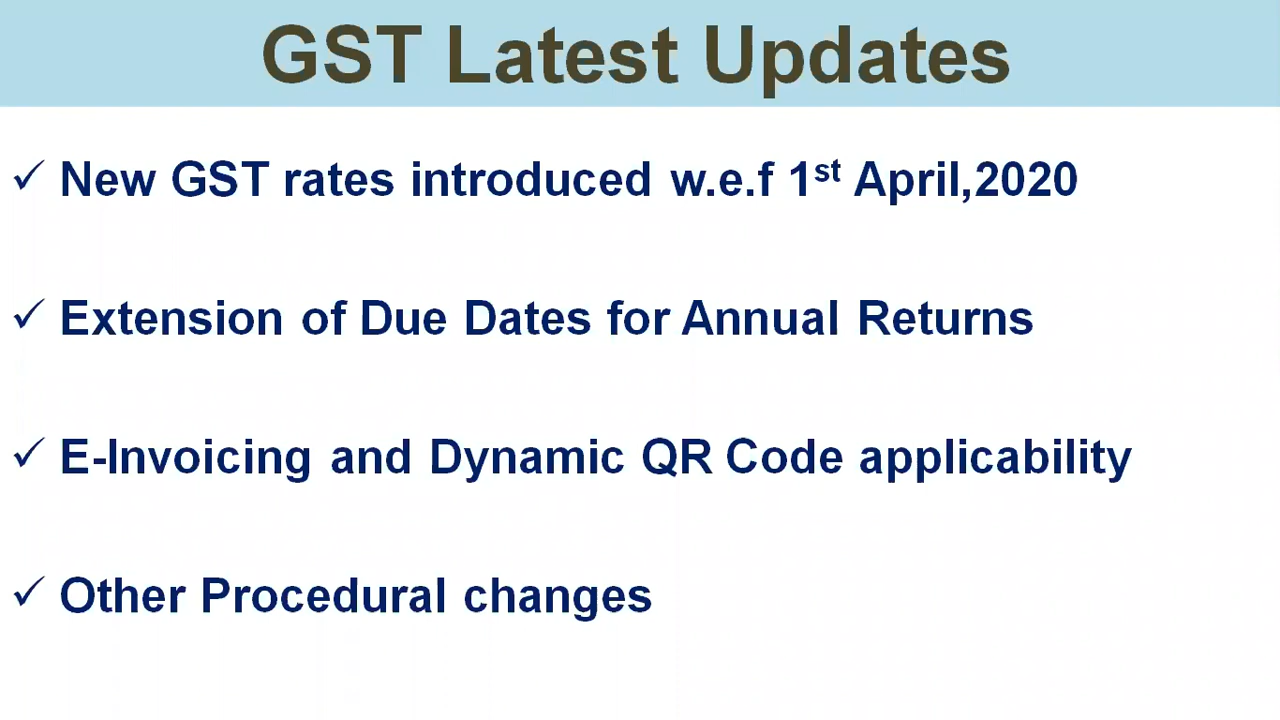 GST Latest Updates
✓ New GST rates introduced w.e.f 1st April,2020
✓ Extension of Due Dates for Annual Returns
✓ E-Invoicing and Dynamic QR Code applicability
✓ Other Procedural changes